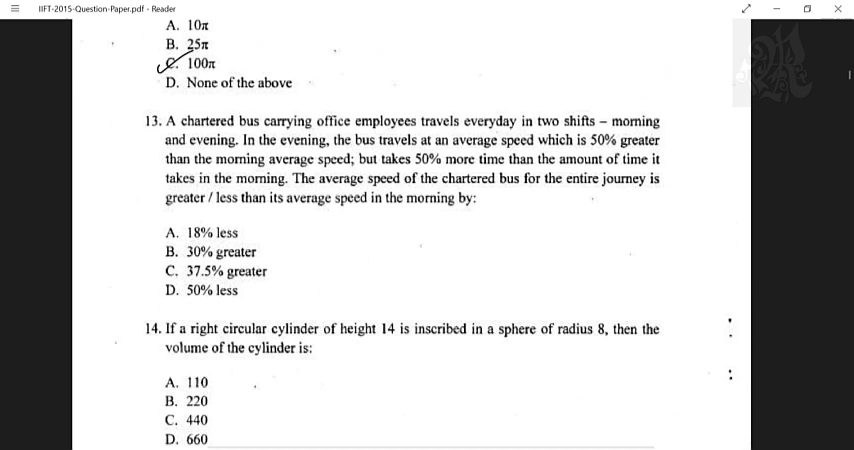 IIFT-2015-Question-Paper.pdf - Reader
A. 10π
B. 25π
C. 100π
D. None of the above
13. A chartered bus carrying office employees travels everyday in two shifts – morning
and evening. In the evening, the bus travels at an average speed which is 50% greater
than the morning average speed; but takes 50% more time than the amount of time it
takes in the morning. The average speed of the chartered bus for the entire journey is
greater / less than its average speed in the morning by:
A. 18% less
B. 30% greater
C. 37.5% greater
D. 50% less
14. If a right circular cylinder of height 14 is inscribed in a sphere of radius 8, then the
volume of the cylinder is:
A. 110
B. 220
C. 440
D. 660